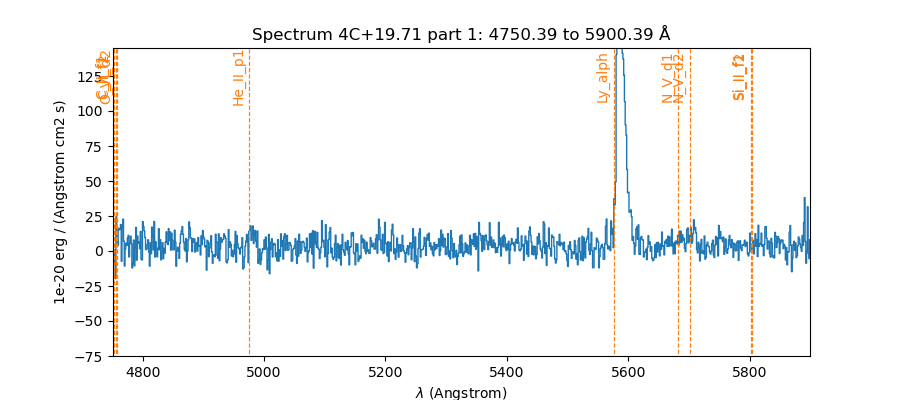 Spectrum 4C+19.71 part 1: 4750.39 to 5900.39 Å
He_II_p1
Ly_alph
N_V_d1
N_V_d2
Si_II_f2
125
100
75
50
25
0
−25
−50
−75
1e-20 erg / (Angstrom cm2 s)
4800
5000
5200
5400
5600
5800
λ (Angstrom)